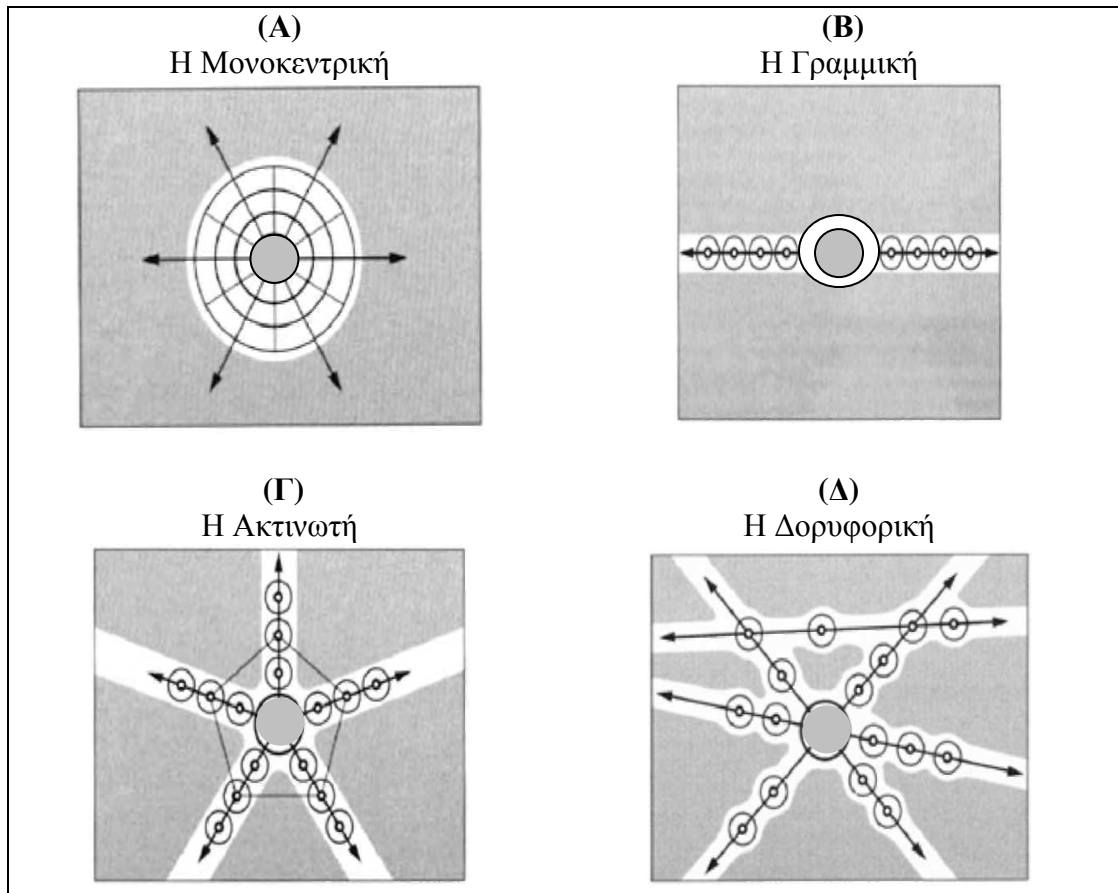 (Α)
Η Μονοκεντρική
(Β)
Η Γραμμική
(Γ)
Η Ακτινωτή
(Δ)
Η Δορυφορική